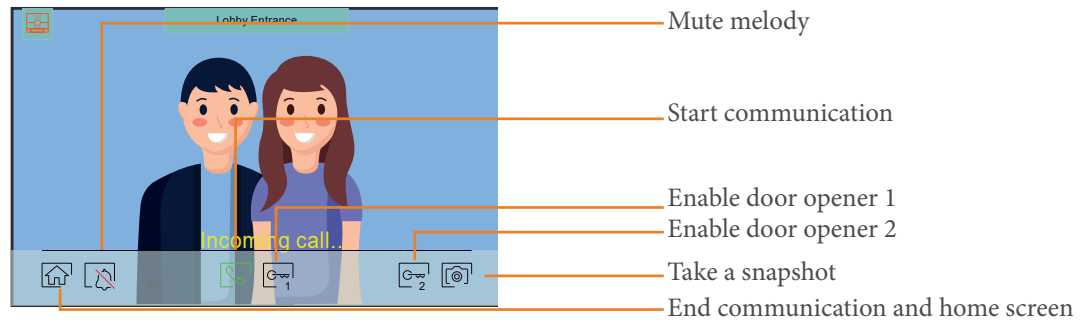 Lobby Entrance
Mute melody
Start communication
Enable door opener 1
Enable door opener 2
Incoming call..
1
2
Take a snapshot
End communication and home screen